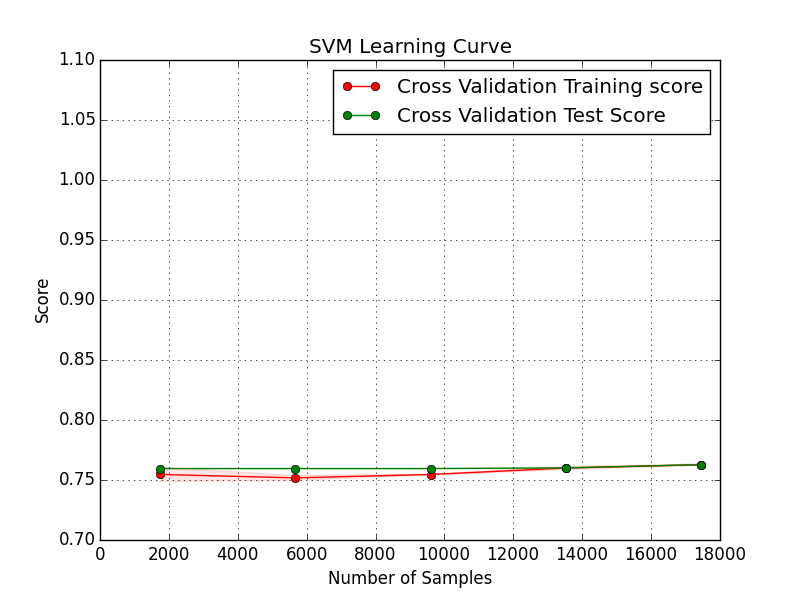 SVM Learning Curve
1.10
1.05
1.00
0.95
0.90
0.85
0.80
0.75
0.70
Score
Cross Validation Training score
Cross Validation Test Score
0 2000 4000 6000 8000 10000 12000 14000 16000 18000
Number of Samples